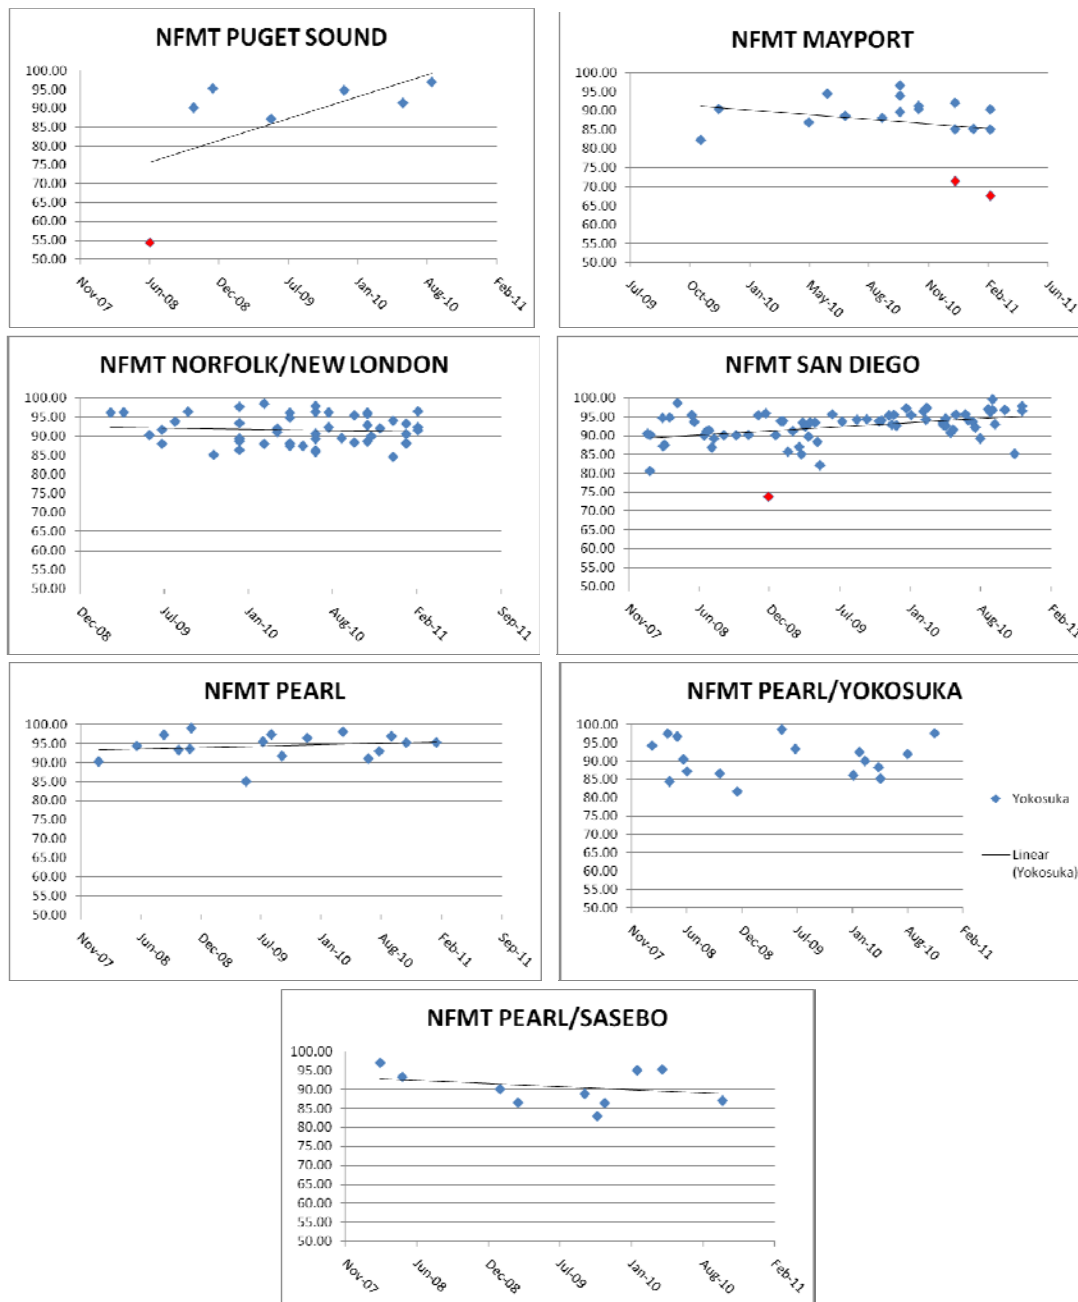 NFMT PUGET SOUND
100.00
95.00
90.00
85.00
80.00
75.00
70.00
65.00
60.00
55.00
50.00
Nov-07
Jun-08
Dec-08
Jul-09
Jan-10
Aug-10
Feb-11
NFMT MAYPORT
100.00
95.00
90.00
85.00
80.00
75.00
70.00
65.00
60.00
55.00
50.00
Jul-09
Oct-09
Jan-10
May-10
Aug-10
Nov-10
Feb-11
Jun-11
NFMT NORFOLK/NEW LONDON
100.00
95.00
90.00
85.00
80.00
75.00
70.00
65.00
60.00
55.00
50.00
Dec-08
Jul-09
Jan-10
Aug-10
Feb-11
Sep-11
NFMT SAN DIEGO
100.00
95.00
90.00
85.00
80.00
75.00
70.00
65.00
60.00
55.00
50.00
Nov-07
Jun-08
Dec-08
Jul-09
Jan-10
Aug-10
Feb-11
NFMT PEARL
100.00
95.00
90.00
85.00
80.00
75.00
70.00
65.00
60.00
55.00
50.00
Nov-07
Jun-08
Dec-08
Jul-09
Jan-10
Aug-10
Feb-11
Sep-11
NFMT PEARL/YOKOSUKA
100.00
95.00
90.00
85.00
80.00
75.00
70.00
65.00
60.00
55.00
50.00
Nov-07
Jun-08
Dec-08
Jul-09
Jan-10
Aug-10
Feb-11
Yokosuka
Linear
(Yokosuka)
NFMT PEARL/SASEBO
100.00
95.00
90.00
85.00
80.00
75.00
70.00
65.00
60.00
55.00
50.00
Nov-07
Jun-08
Dec-08
Jul-09
Jan-10
Aug-10
Feb-11